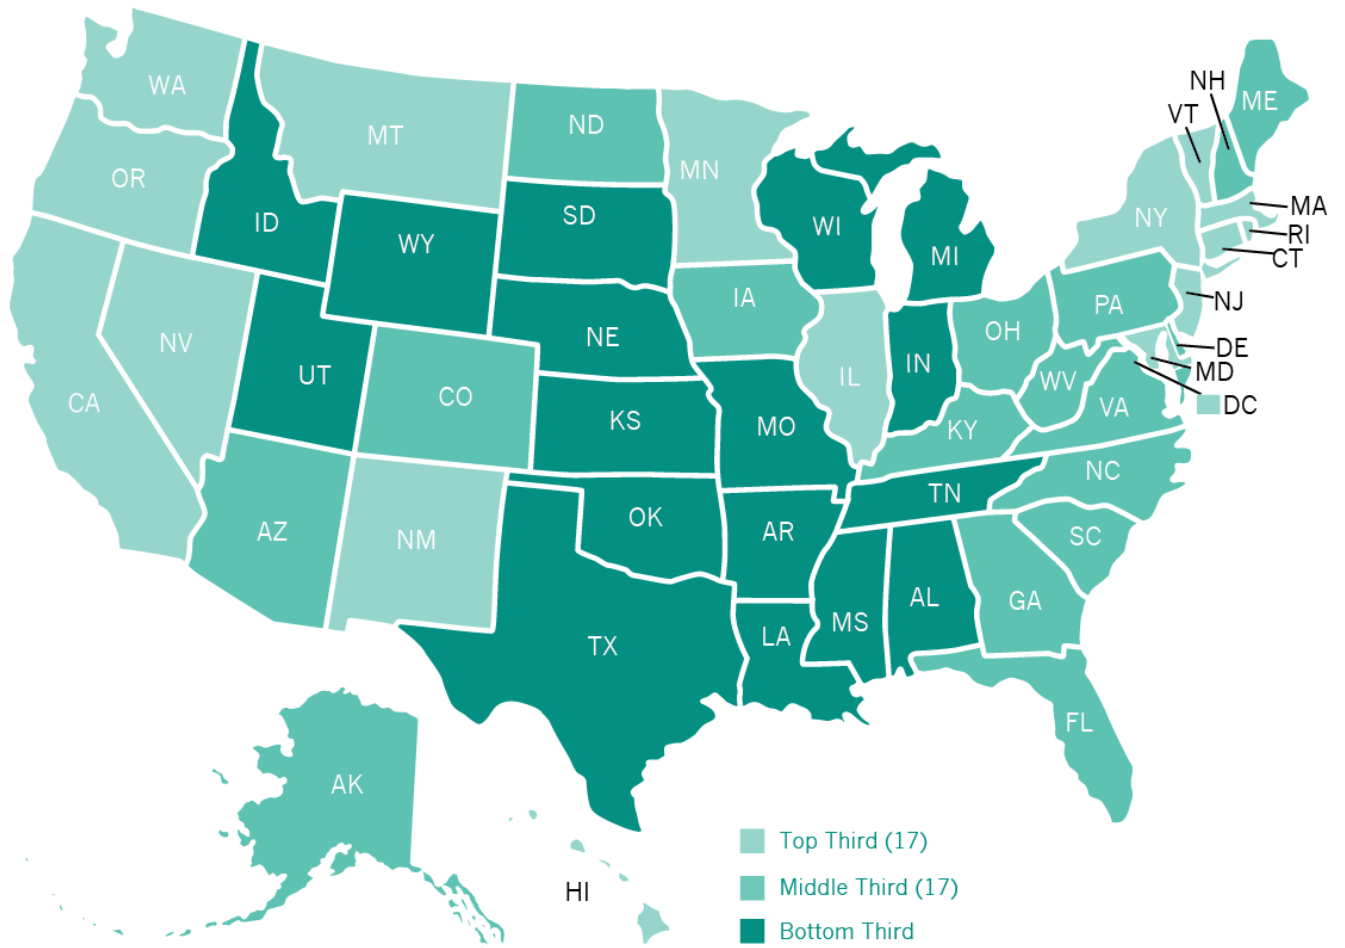 WA
MT
ND
MN
OR
ID
WY
SD
WI
MI
NH
VT
ME
NY
MA
RI
CT
NV
CA
UT
CO
NE
IA
IL
IN
OH
PA
NJ
DE
MD
DC
WV
VA
KS
MO
KY
NC
TN
AZ
NM
OK
AR
SC
GA
AL
MS
LA
TX
FL
AK
HI
Top Third (17)
Middle Third (17)
Bottom Third